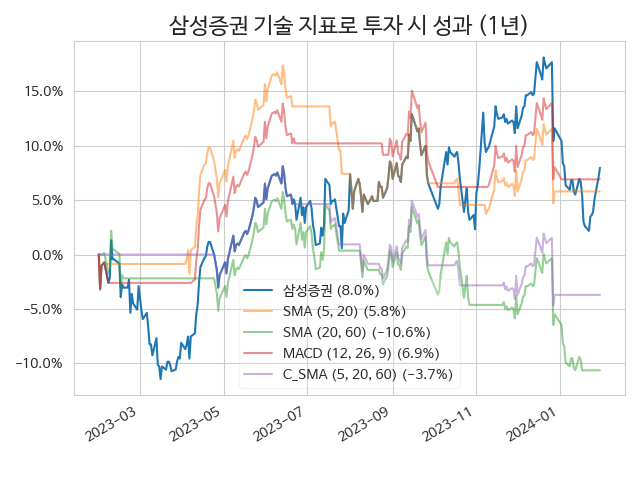 삼성증권 기술 지표로 투자 시 성과 (1년)
15.0%
10.0%
5.0%
0.0%
−5.0%
−10.0%
삼성증권 (8.0%)
SMA (5, 20) (5.8%)
SMA (20, 60) (−10.6%)
MACD (12, 26, 9) (6.9%)
C_SMA (5, 20, 60) (−3.7%)
2023−03
2023−05
2023−07
2023−09
2023−11
2024−01